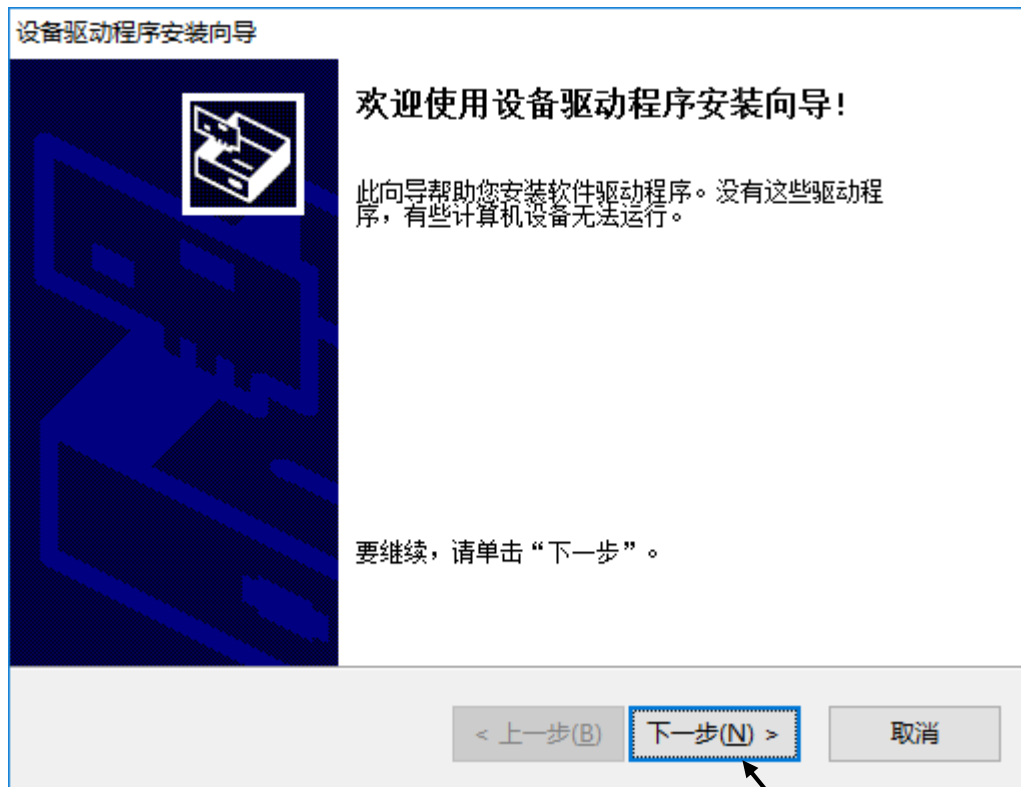 设备驱动程序安装向导
欢迎使用设备驱动程序安装向导!
此向导帮助您安装软件驱动程序。没有这些驱动程
序，有些计算机设备无法运行。
要继续，请单击“下一步”。
< 上一步(B)
下一步(N) >
取消